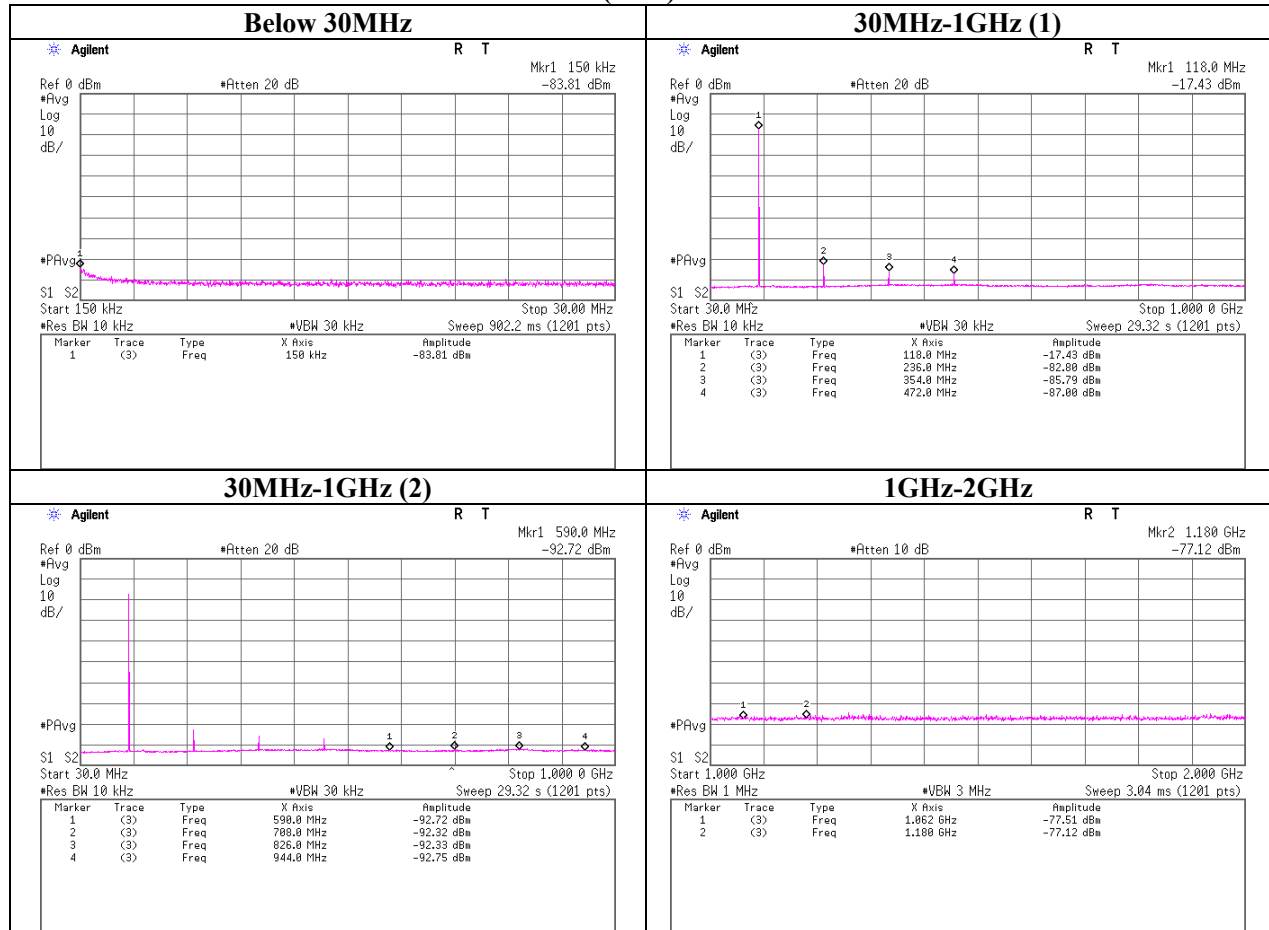 Below 30MHz
Agilent
R T
Mkr1 150 kHz
Ref 0 dBm #Atten 20 dB -83.81 dBm
#Avg
Log
10
dB/
1
#PAvg
S1 S2
Start 150 kHz Stop 30.00 MHz
#Res BW 10 kHz #VBW 30 kHz Sweep 902.2 ms (1201 pts)
Marker Trace Type X Axis Amplitude
1 (3) Freq 150 kHz -83.81 dBm
30MHz-1GHz (1)
Agilent
R T
Mkr1 118.0 MHz
Ref 0 dBm #Atten 20 dB -17.43 dBm
#Avg
Log
10
dB/
1
2
3
4
#PAvg
S1 S2
Start 30.0 MHz Stop 1.000 0 GHz
#Res BW 10 kHz #VBW 30 kHz Sweep 29.32 s (1201 pts)
Marker Trace Type X Axis Amplitude
1 (3) Freq 118.0 MHz -17.43 dBm
2 (3) Freq 236.0 MHz -82.80 dBm
3 (3) Freq 354.0 MHz -85.79 dBm
4 (3) Freq 472.0 MHz -87.00 dBm
30MHz-1GHz (2)
Agilent
R T
Mkr1 590.0 MHz
Ref 0 dBm #Atten 20 dB -92.72 dBm
#Avg
Log
10
dB/
1 2 3 4
#PAvg
S1 S2
Start 30.0 MHz Stop 1.000 0 GHz
#Res BW 10 kHz #VBW 30 kHz Sweep 29.32 s (1201 pts)
Marker Trace Type X Axis Amplitude
1 (3) Freq 590.0 MHz -92.72 dBm
2 (3) Freq 708.0 MHz -92.32 dBm
3 (3) Freq 826.0 MHz -92.33 dBm
4 (3) Freq 944.0 MHz -92.75 dBm
1GHz-2GHz
Agilent
R T
Mkr2 1.180 GHz
Ref 0 dBm #Atten 10 dB -77.12 dBm
#Avg
Log
10
dB/
1 2
#PAvg
S1 S2
Start 1.000 GHz Stop 2.000 GHz
#Res BW 1 MHz #VBW 3 MHz Sweep 3.04 ms (1201 pts)
Marker Trace Type X Axis Amplitude
1 (3) Freq 1.062 GHz -77.51 dBm
2 (3) Freq 1.180 GHz -77.12 dBm